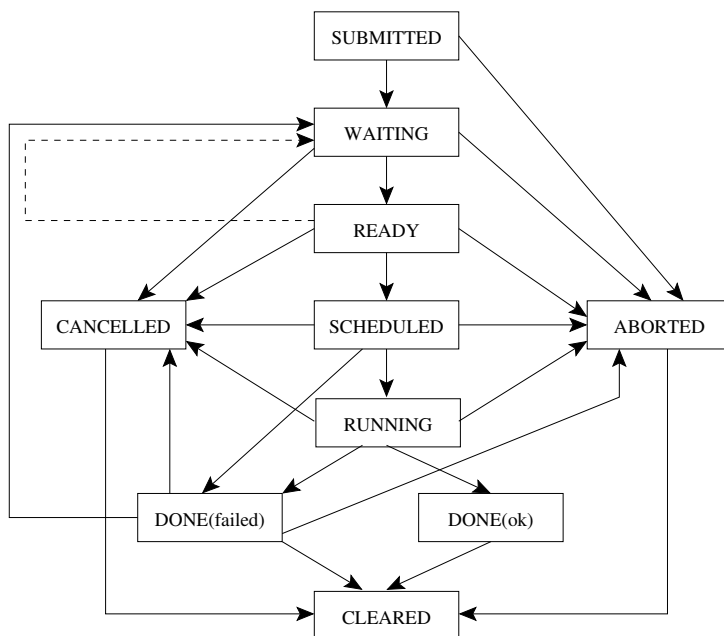 SUBMITTED
WAITING
READY
CANCELLED
SCHEDULED
ABORTED
RUNNING
DONE(failed)
DONE(ok)
CLEARED